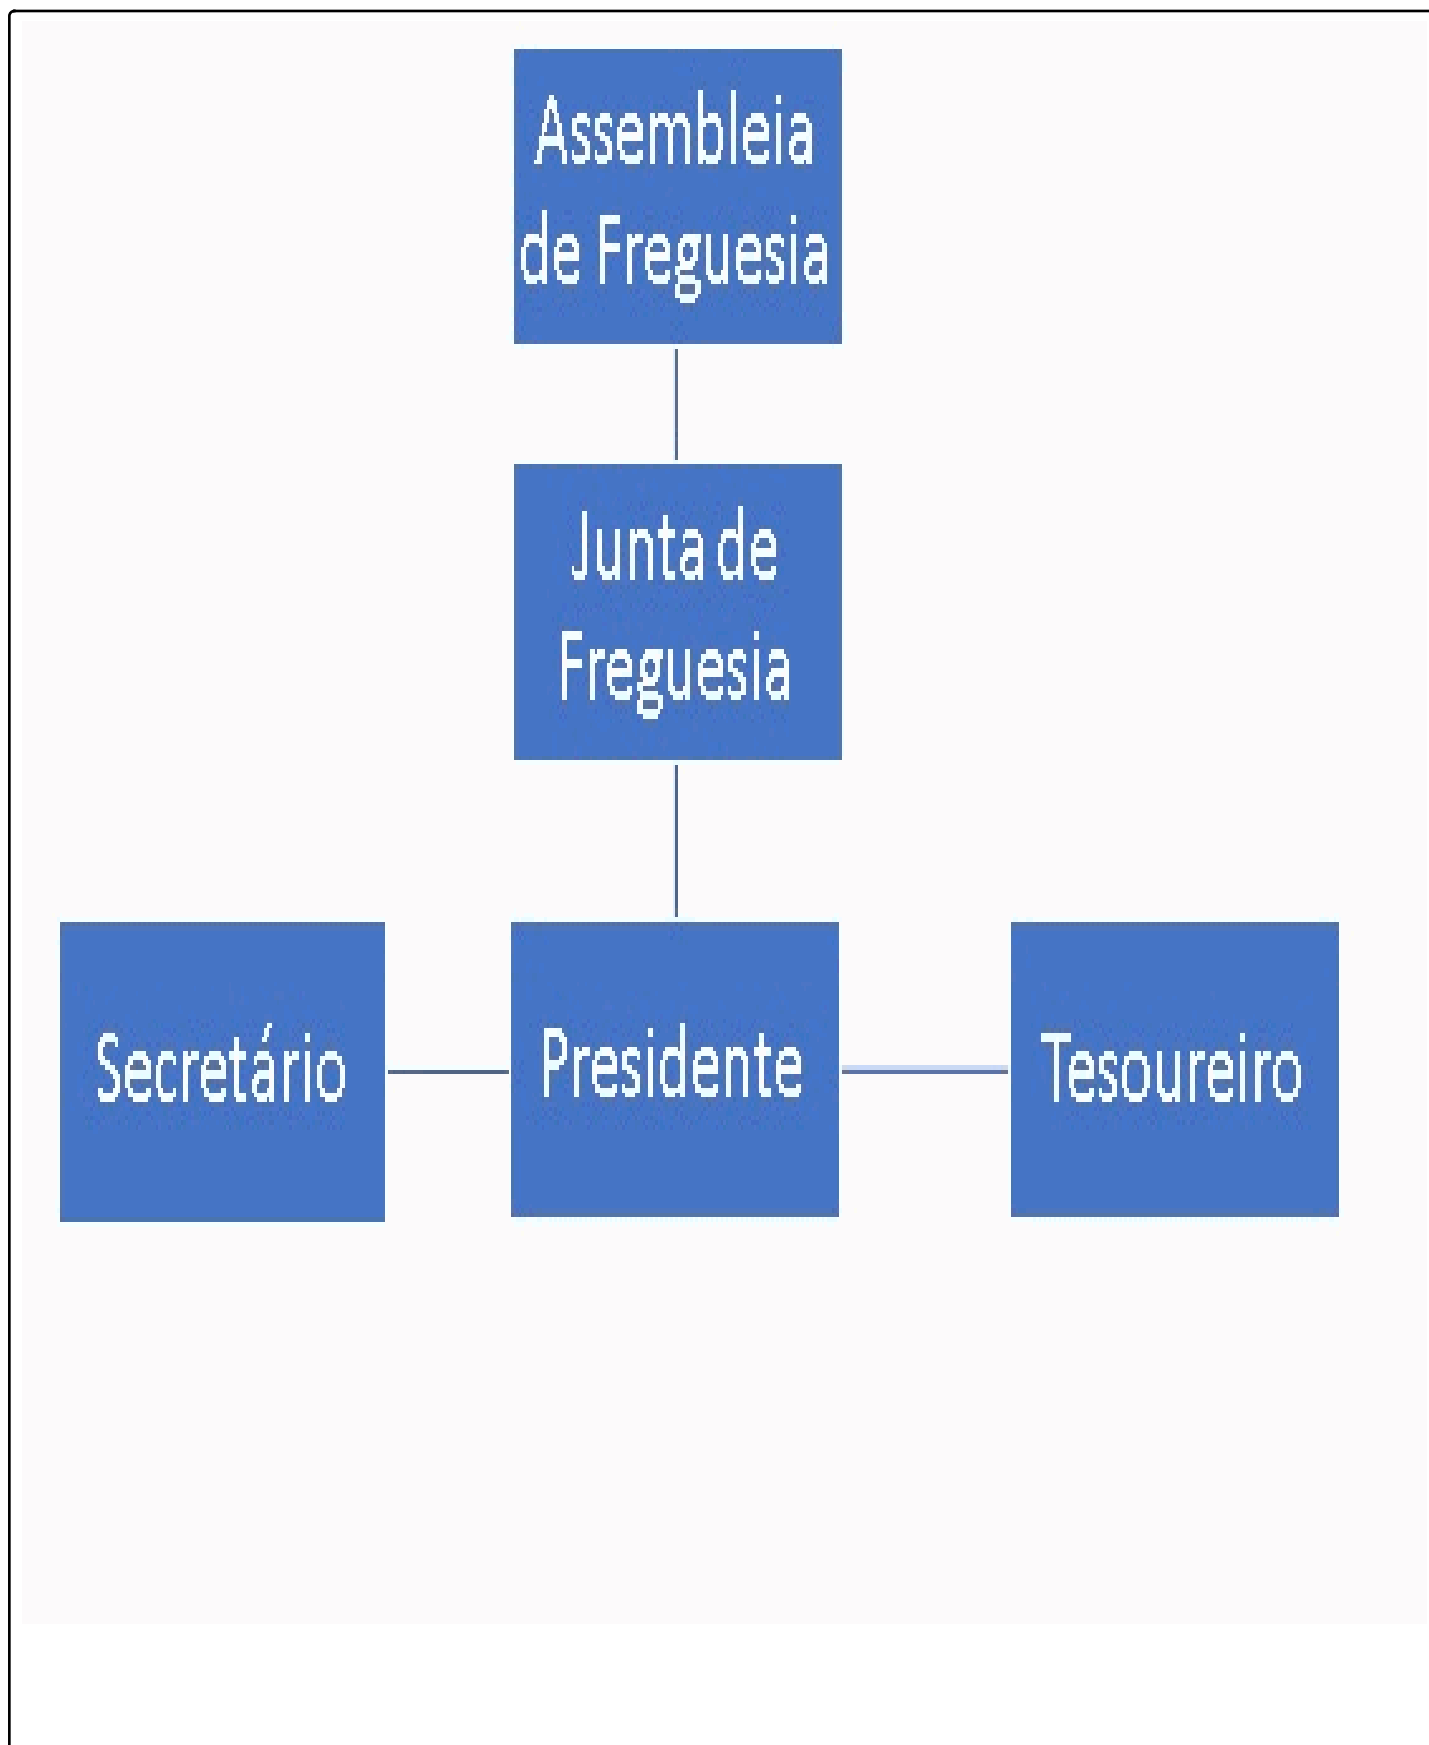 Assembleia
de Freguesia
Junta de
Freguesia
Secretário
Presidente
Tesoureiro